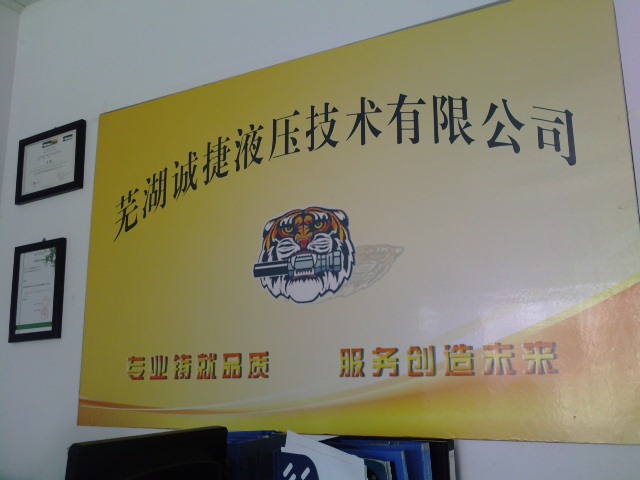 芜湖诚捷液压技术有限公司
专业铸就品质 服务创造未来